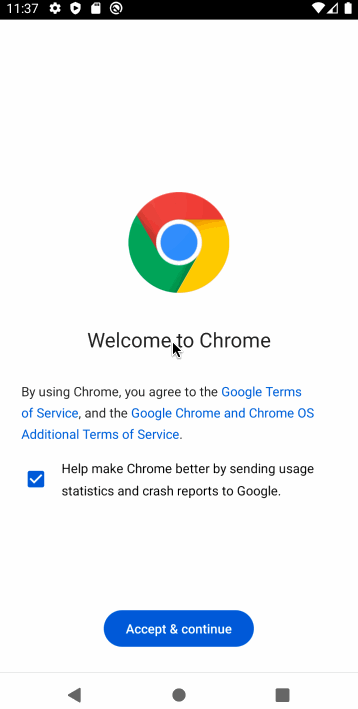 11:37
Welcome to Chrome
By using Chrome, you agree to the Google Terms
of Service, and the Google Chrome and Chrome OS
Additional Terms of Service.
Help make Chrome better by sending usage
statistics and crash reports to Google.
Accept & continue